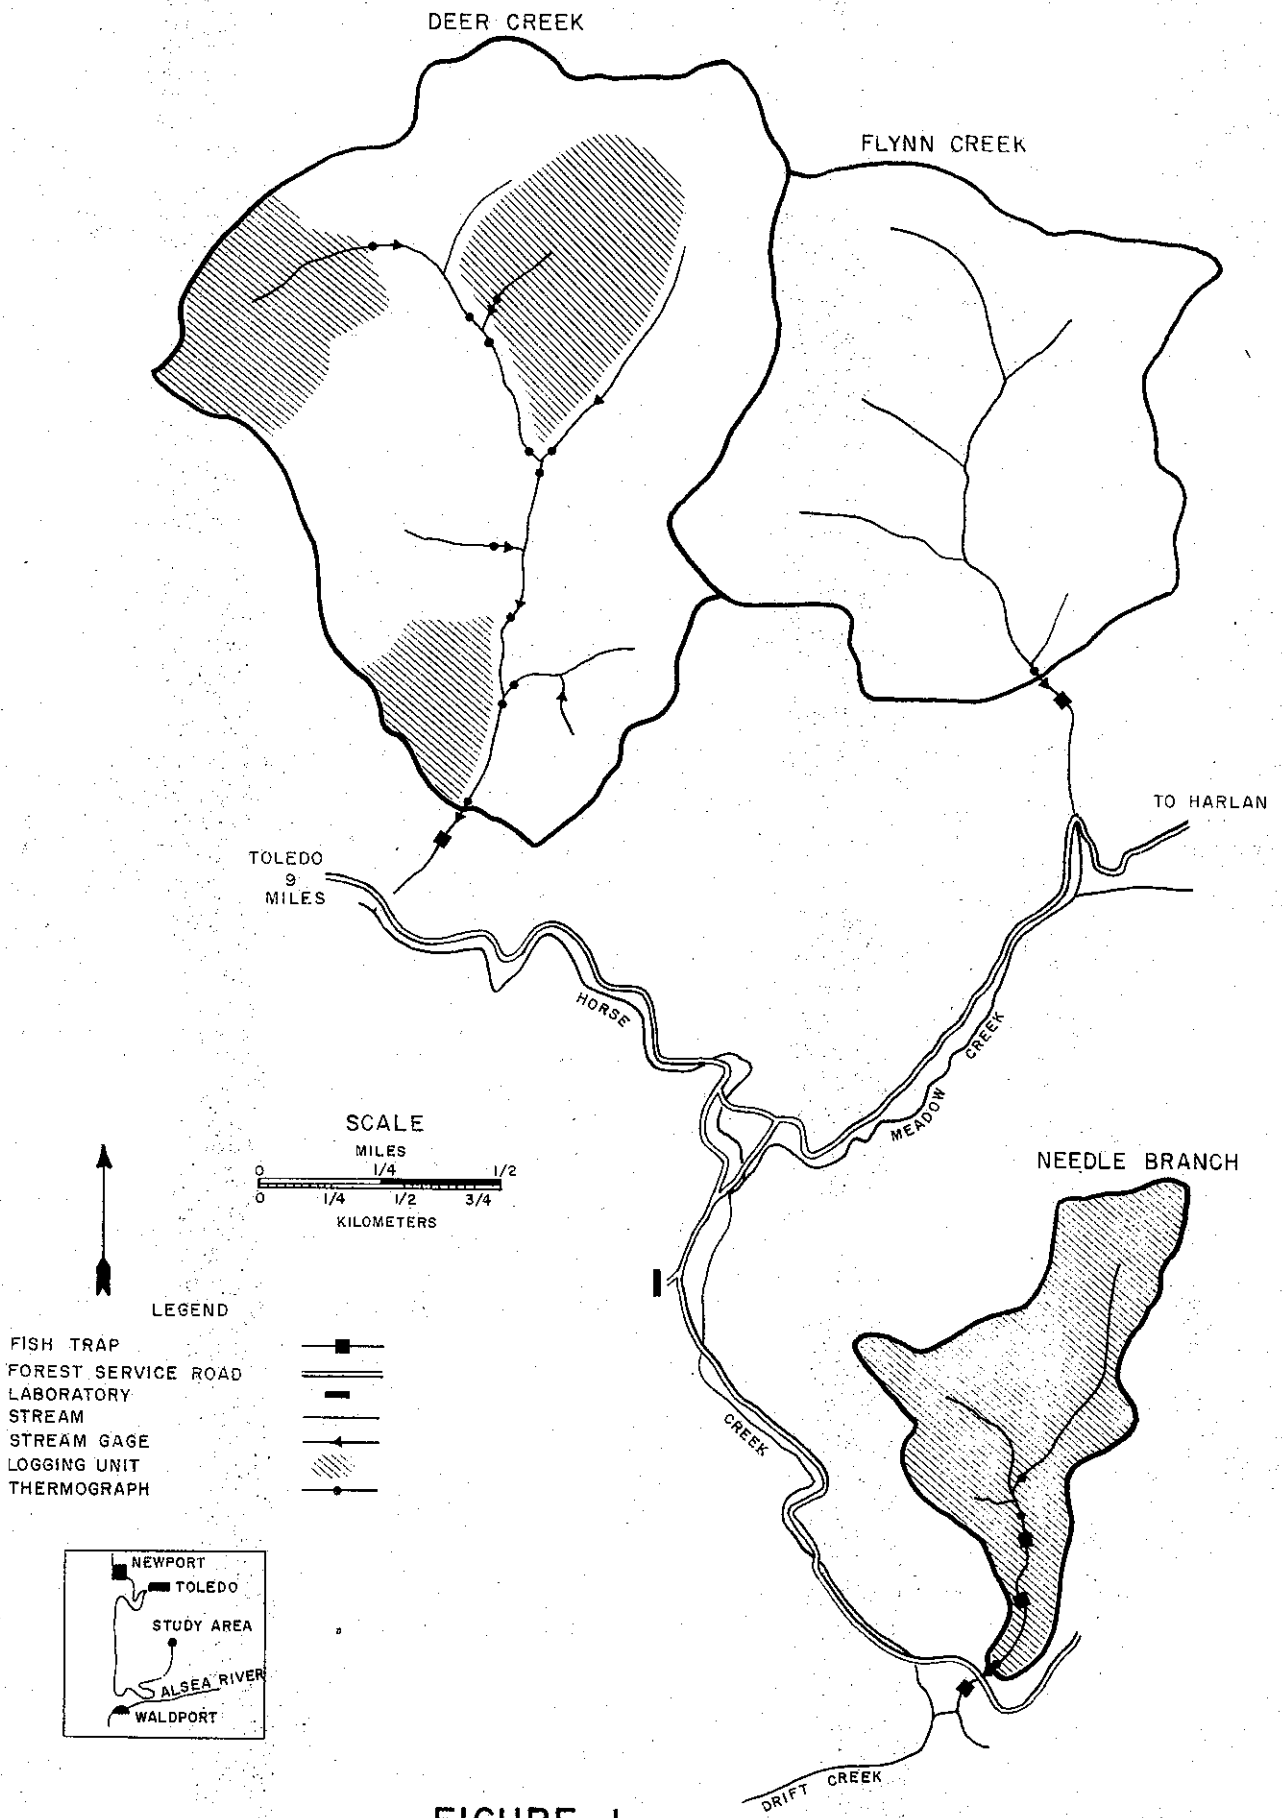 DEER CREEK
FLYNN CREEK
TO HARLAN
TOLEDO
9
MILES
HORSE
CREEK
MEADOW
SCALE
MILES
0 1/4 1/2
0 1/4 1/2 3/4
KILOMETERS
NEEDLE BRANCH
LEGEND
FISH TRAP
FOREST SERVICE ROAD
LABORATORY
STREAM
STREAM GAGE
LOGGING UNIT
THERMOGRAPH
CREEK
NEWPORT
TOLEDO
STUDY AREA
ALSEA RIVER
WALDPORT
DRIFT CREEK
FIGURE 1